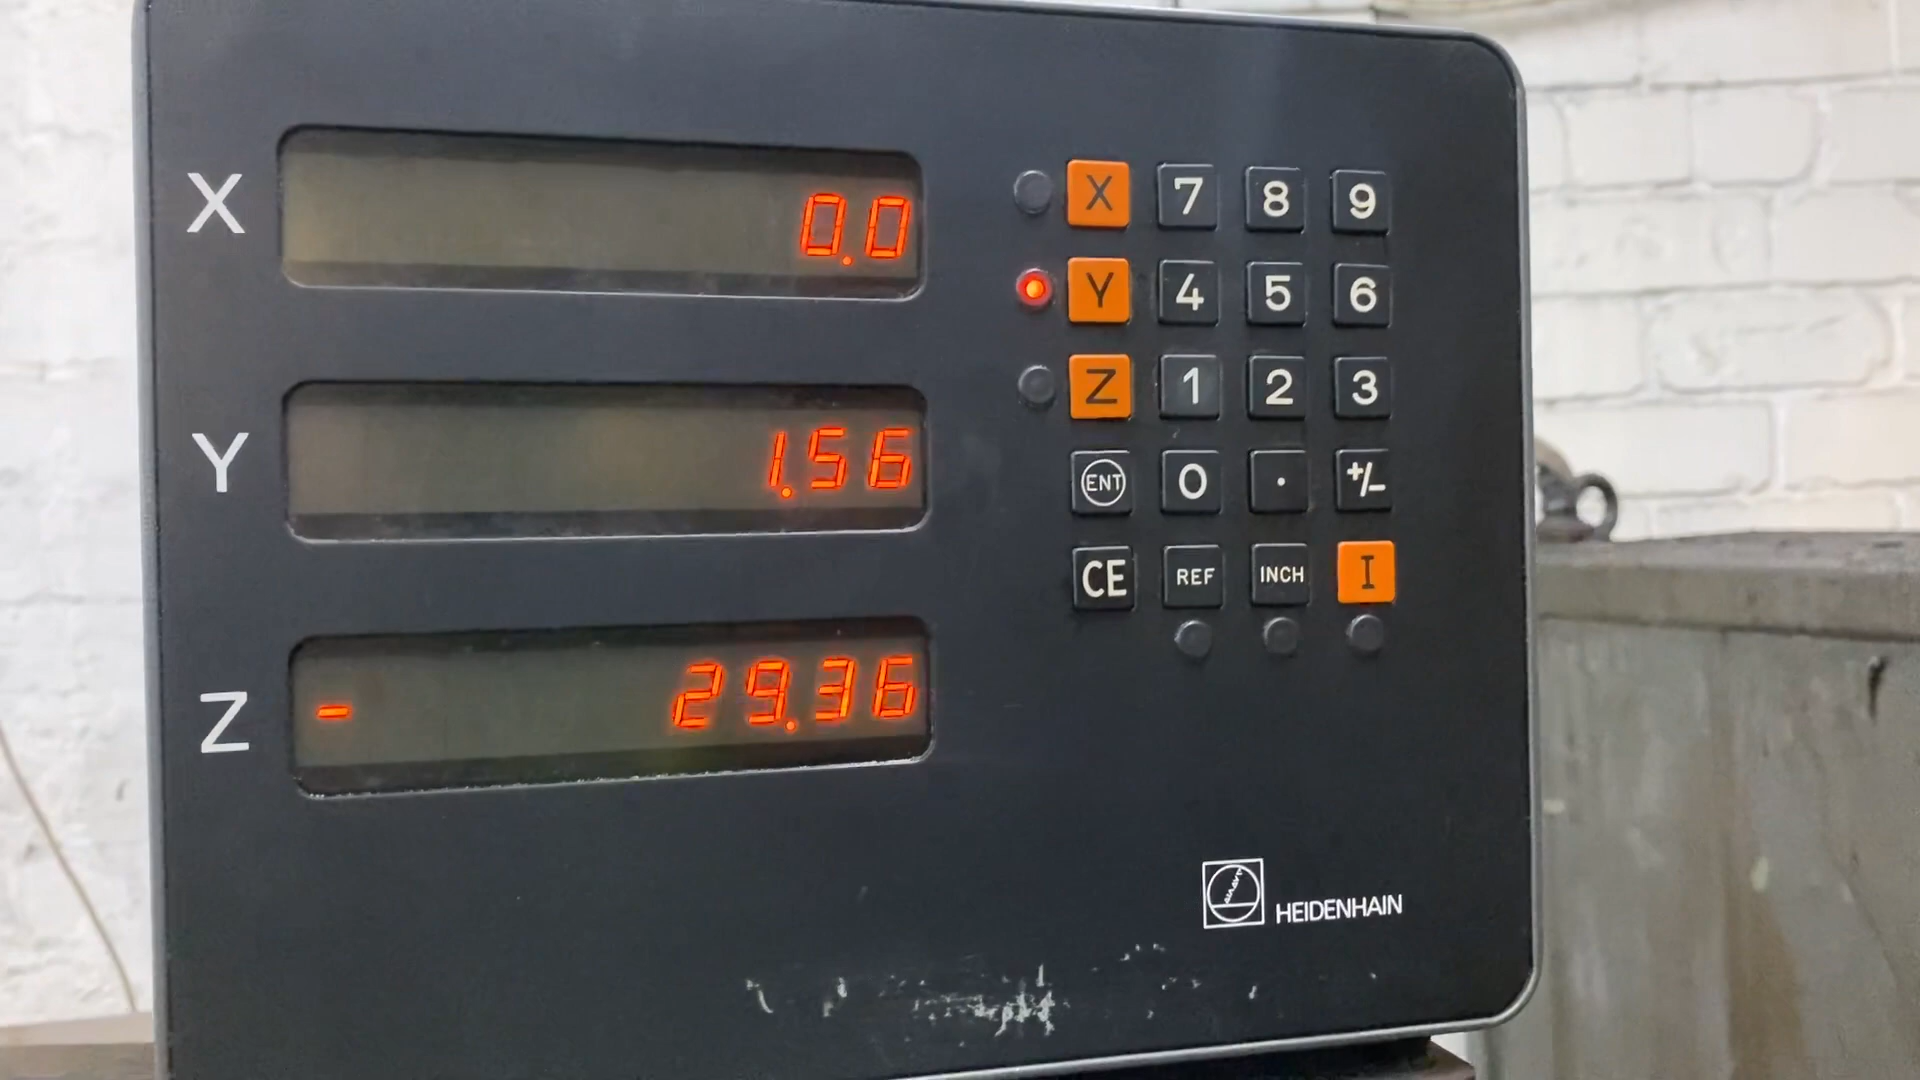 X 0.0
Y 1.56
Z - 29.36
X 7 8 9
Y 4 5 6
Z 1 2 3
ENT 0 . +/-
CE REF INCH I
HEIDENHAIN